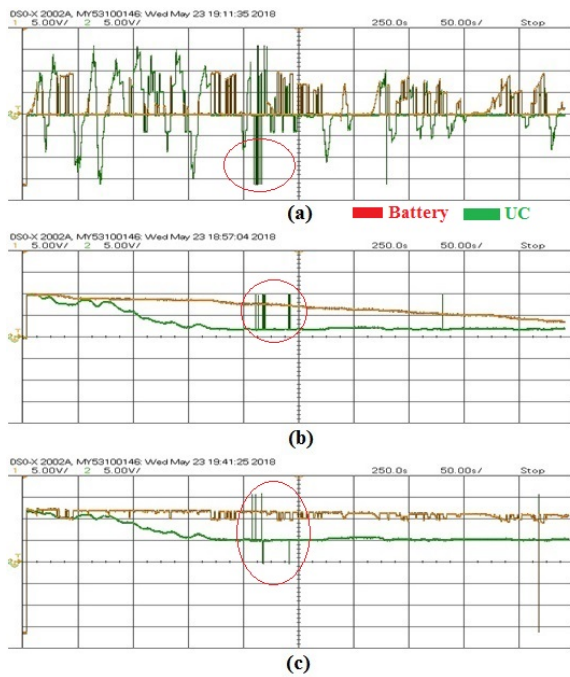 DSO-X 2002A, MY53100146: Wed May 23 19:11:35 2018
1 5.00V/ 2 5.00V/ 250.0s 50.00s/ Stop
(a) Battery UC
DSO-X 2002A, MY53100146: Wed May 23 18:57:04 2018
1 5.00V/ 2 5.00V/ 250.0s 50.00s/ Stop
(b)
DSO-X 2002A, MY53100146: Wed May 23 19:41:25 2018
1 5.00V/ 2 5.00V/ 250.0s 50.00s/ Stop
(c)